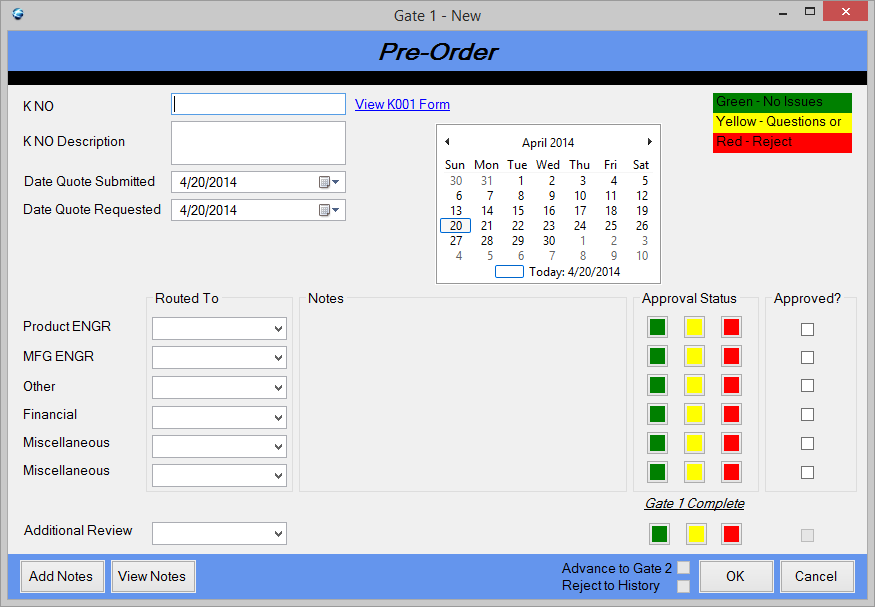 Gate 1 - New
Pre-Order
K NO
View K001 Form
Green - No Issues
Yellow - Questions or
Red - Reject
K NO Description
Date Quote Submitted 4/20/2014
Date Quote Requested 4/20/2014
April 2014
Sun Mon Tue Wed Thu Fri Sat
30 31 1 2 3 4 5
6 7 8 9 10 11 12
13 14 15 16 17 18 19
20 21 22 23 24 25 26
27 28 29 30 1 2 3
4 5 6 7 8 9 10
Today: 4/20/2014
Routed To Notes Approval Status Approved?
Product ENGR
MFG ENGR
Other
Financial
Miscellaneous
Miscellaneous
Gate 1 Complete
Additional Review
Add Notes View Notes
Advance to Gate 2
Reject to History
OK Cancel